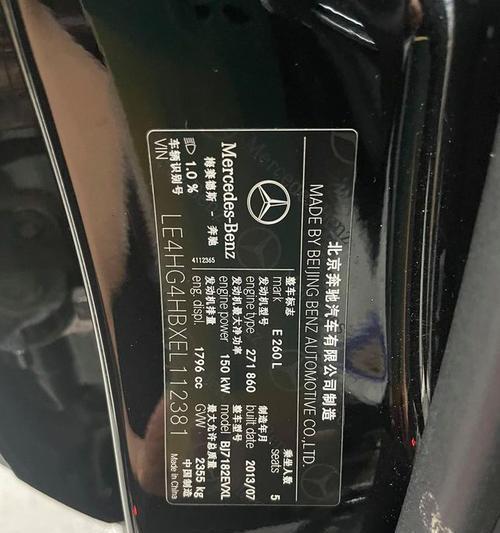 北京奔驰汽车有限公司制造
MADE BY BEIJING BENZ AUTOMOTIVE CO.,LTD.
Mercedes-Benz
梅赛德斯 - 奔驰
4112365
整车标志
mark E 260 L
制造年月
built date 2013/07
乘坐人数
seats 5
发动机型号
engine type 271 860
发动机最大净功率
engine power 150 kW
整车型号
model BJ7182EVXL
发动机排量
eng. displ. 1796 cc
最大允许总质量
GVW 2355 kg
1.0 %
车辆识别号
VIN LE4HG4HBXEL112381
中国制造
Made in China